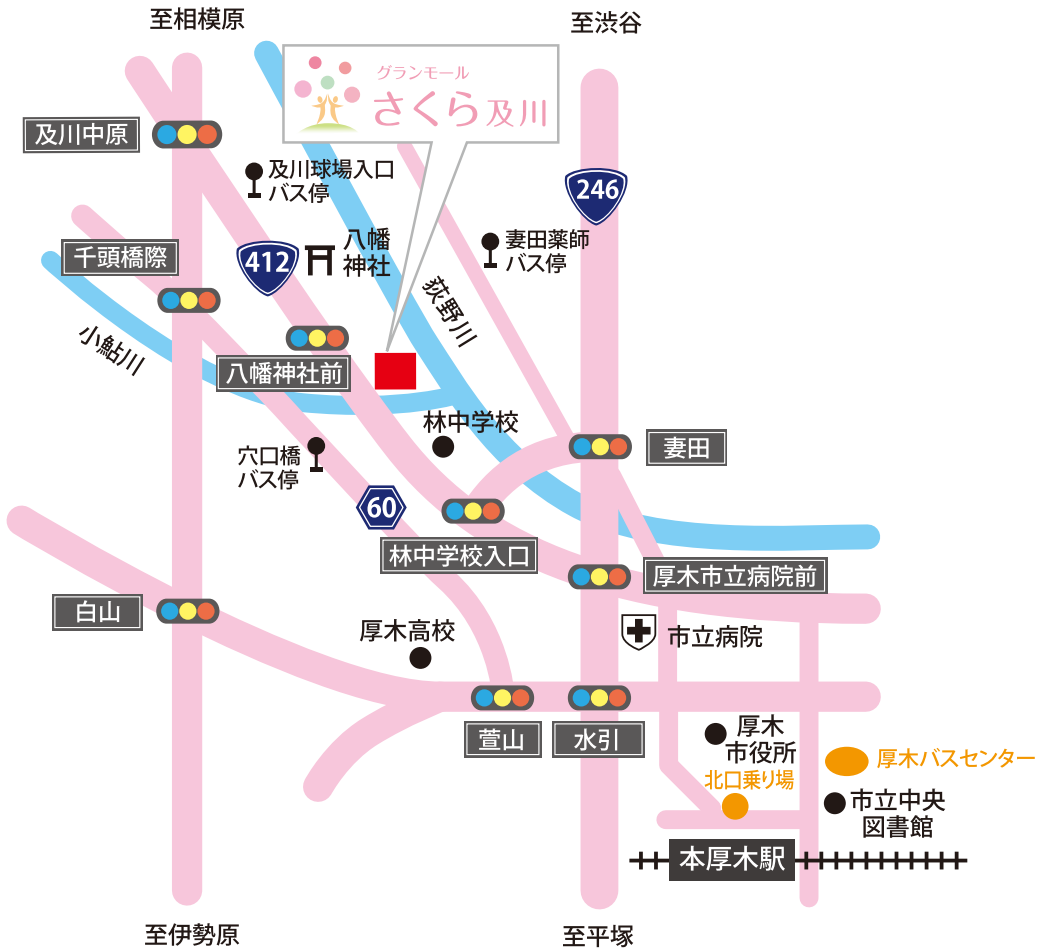 至相模原
至渋谷
グランモール
さくら及川
及川中原
及川球場入口
バス停
246
千頭橋際
412
八幡
神社
妻田薬師
バス停
荻野川
小鮎川
八幡神社前
林中学校
妻田
穴口橋
バス停
60
林中学校入口
厚木市立病院前
白山
厚木高校
市立病院
萱山
水引
厚木
市役所
厚木バスセンター
北口乗り場
市立中央
図書館
本厚木駅
至伊勢原
至平塚